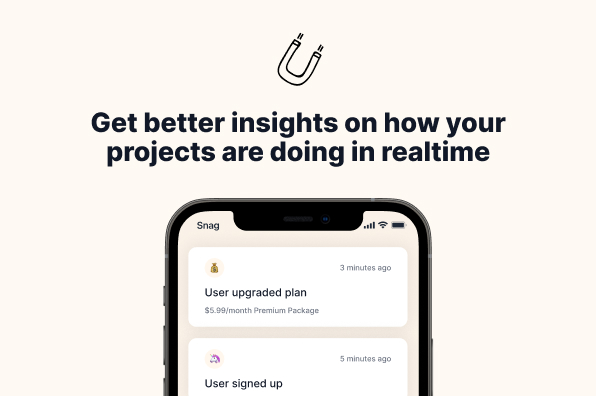 Get better insights on how your
projects are doing in realtime
Snag
3 minutes ago
User upgraded plan
$5.99/month Premium Package
5 minutes ago
User signed up